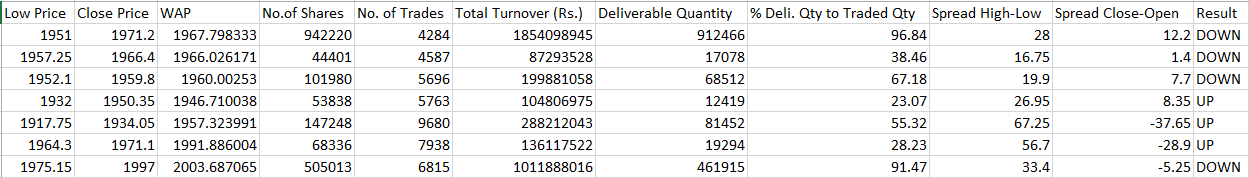 Low Price Close Price WAP No.of Shares No. of Trades Total Turnover (Rs.) Deliverable Quantity % Deli. Qty to Traded Qty Spread High-Low Spread Close-Open Result
1951 1971.2 1967.798333 942220 4284 1854098945 912466 96.84 28 12.2 DOWN
1957.25 1966.4 1966.026171 44401 4587 87293528 17078 38.46 16.75 1.4 DOWN
1952.1 1959.8 1960.00253 101980 5696 199881058 68512 67.18 19.9 7.7 DOWN
1932 1950.35 1946.710038 53838 5763 104806975 12419 23.07 26.95 8.35 UP
1917.75 1934.05 1957.323991 147248 9680 288212043 81452 55.32 67.25 -37.65 UP
1964.3 1971.1 1991.886004 68336 7938 136117522 19294 28.23 56.7 -28.9 UP
1975.15 1997 2003.687065 505013 6815 1011888016 461915 91.47 33.4 -5.25 DOWN